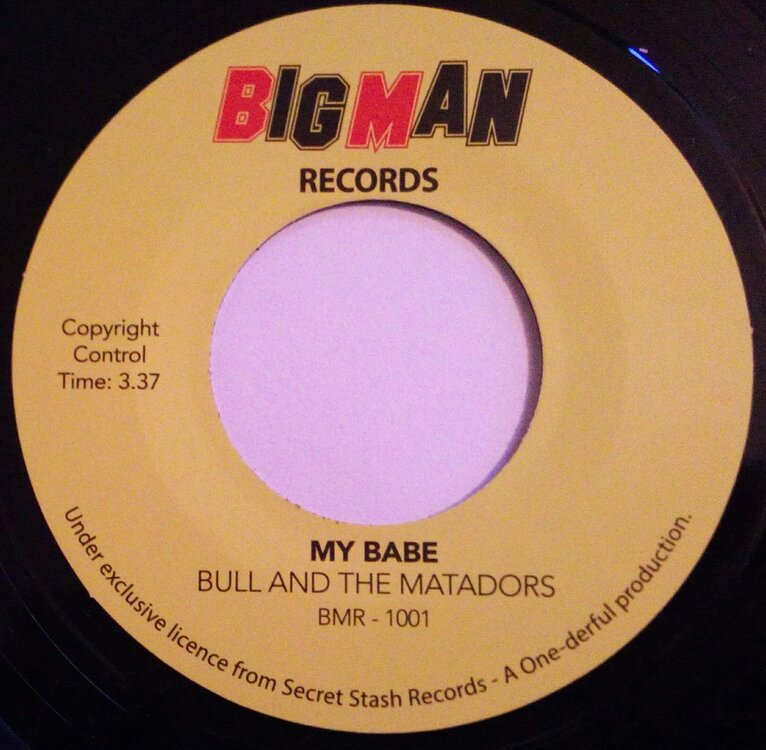 BIGMAN
RECORDS
Copyright
Control
Time: 3.37
MY BABE
BULL AND THE MATADORS
BMR - 1001
Under exclusive licence from Secret Stash Records - A One-derful production.